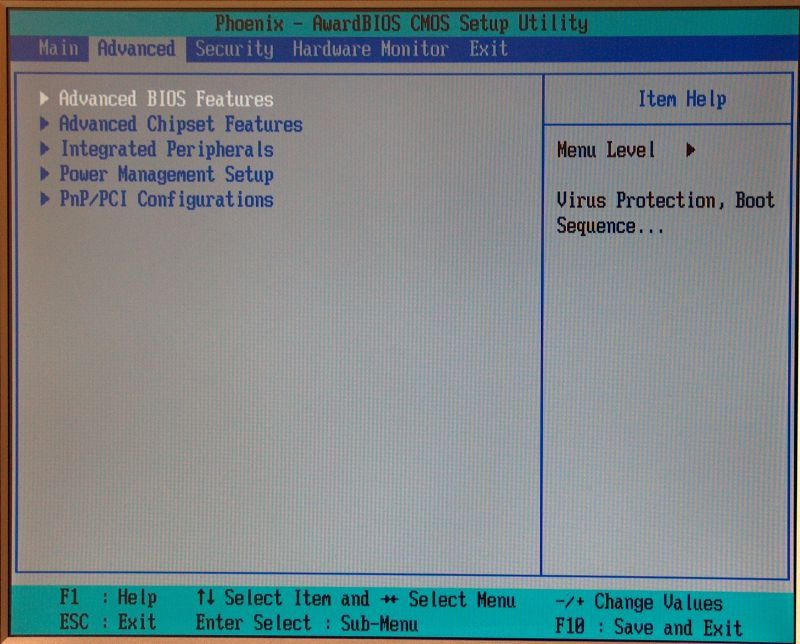 Phoenix - AwardBIOS CMOS Setup Utility
Main Advanced Security Hardware Monitor Exit
Advanced BIOS Features
Advanced Chipset Features
Integrated Peripherals
Power Management Setup
PnP/PCI Configurations
Item Help
Menu Level
Virus Protection, Boot
Sequence...
F1 : Help ↑↓ Select Item and →← Select Menu -/+ Change Values
ESC : Exit Enter Select : Sub-Menu F10 : Save and Exit